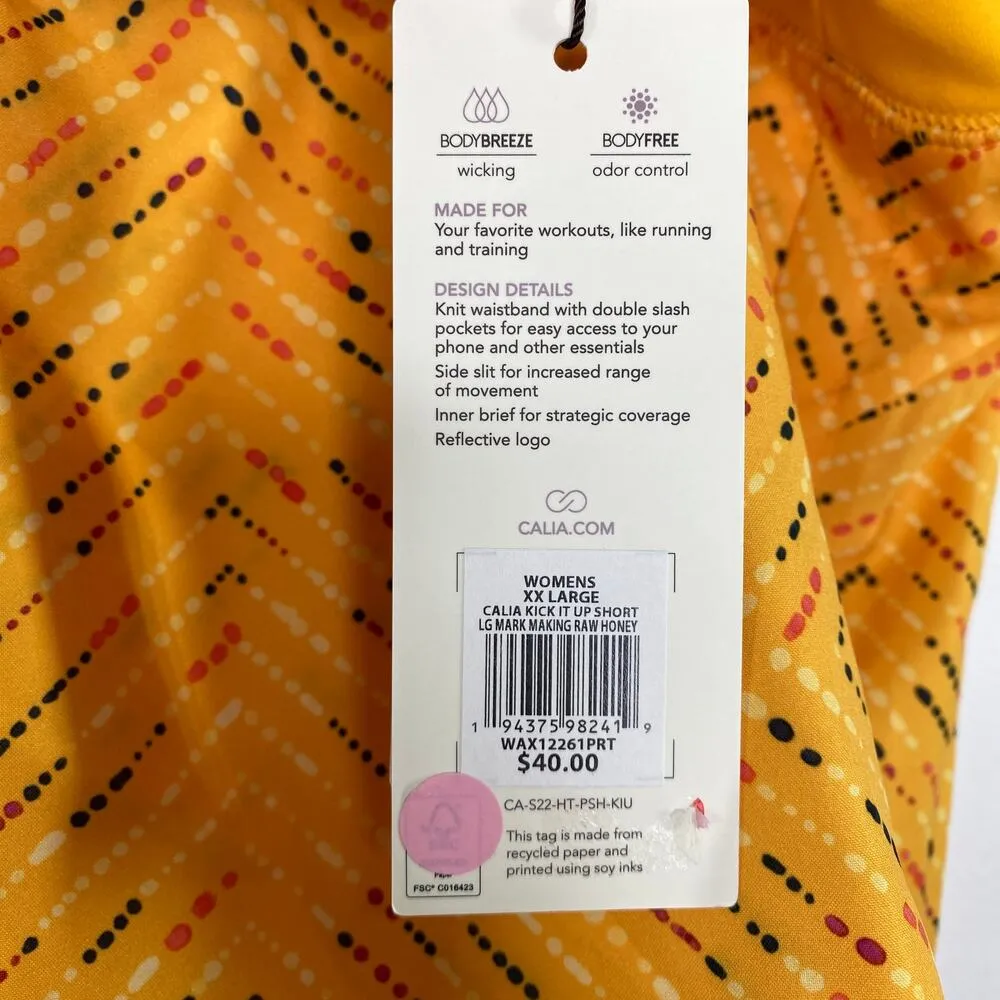 BODYBREEZE
wicking
BODYFREE
odor control
MADE FOR
Your favorite workouts, like running
and training
DESIGN DETAILS
Knit waistband with double slash
pockets for easy access to your
phone and other essentials
Side slit for increased range
of movement
Inner brief for strategic coverage
Reflective logo
CALIA.COM
WOMENS
XX LARGE
CALIA KICK IT UP SHORT
LG MARK MAKING RAW HONEY
1 94375 98241 9
WAX12261PRT
$40.00
CA-S22-HT-PSH-KIU
This tag is made from
recycled paper and
printed using soy inks
Paper
FSC® C016423